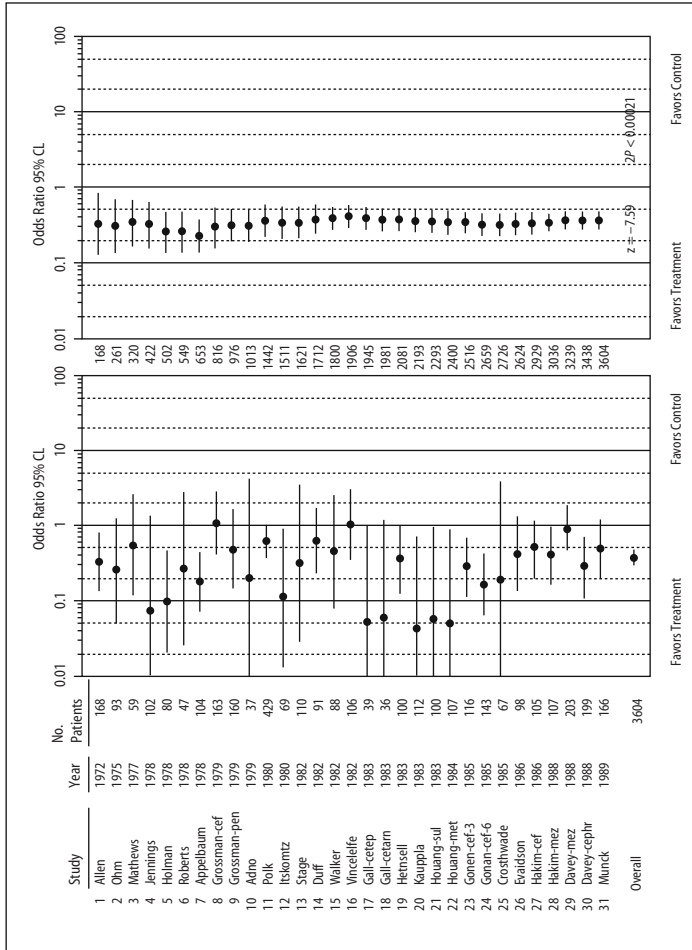 Study Year No. Patients Odds Ratio 95% CL Odds Ratio 95% CL
0.01 0.1 1 10 100 0.01 0.1 1 10 100
1 Allen 1972 168 168
2 Ohm 1975 93 261
3 Mathews 1977 59 320
4 Jennings 1978 102 422
5 Holman 1978 80 502
6 Roberts 1978 47 549
7 Appelbaum 1978 104 653
8 Grossman-cef 1979 163 816
9 Grossman-pen 1979 160 976
10 Adno 1979 37 1013
11 Polk 1980 429 1442
12 Itskomtz 1980 69 1511
13 Stage 1982 110 1621
14 Duff 1982 91 1712
15 Walker 1982 88 1800
16 Vincelelfe 1982 106 1906
17 Gall-cetep 1983 39 1945
18 Gall-cetarn 1983 36 1981
19 Hetnsell 1983 100 2081
20 Kauppla 1983 112 2193
21 Houang-sul 1983 100 2293
22 Houang-met 1984 107 2400
23 Gonen-cef-3 1985 116 2516
24 Gonan-cef-6 1985 143 2659
25 Crosthwade 1985 67 2726
26 Evaldson 1986 98 2624
27 Hakim-cef 1986 105 2929
28 Hakim-mez 1988 107 3036
29 Davey-mez 1988 203 3239
30 Davey-cephr 1988 199 3438
31 Munck 1989 166 3604
Overall 3604 z = −7.59 2P < 0.00021
Favors Treatment Favors Control Favors Treatment Favors Control